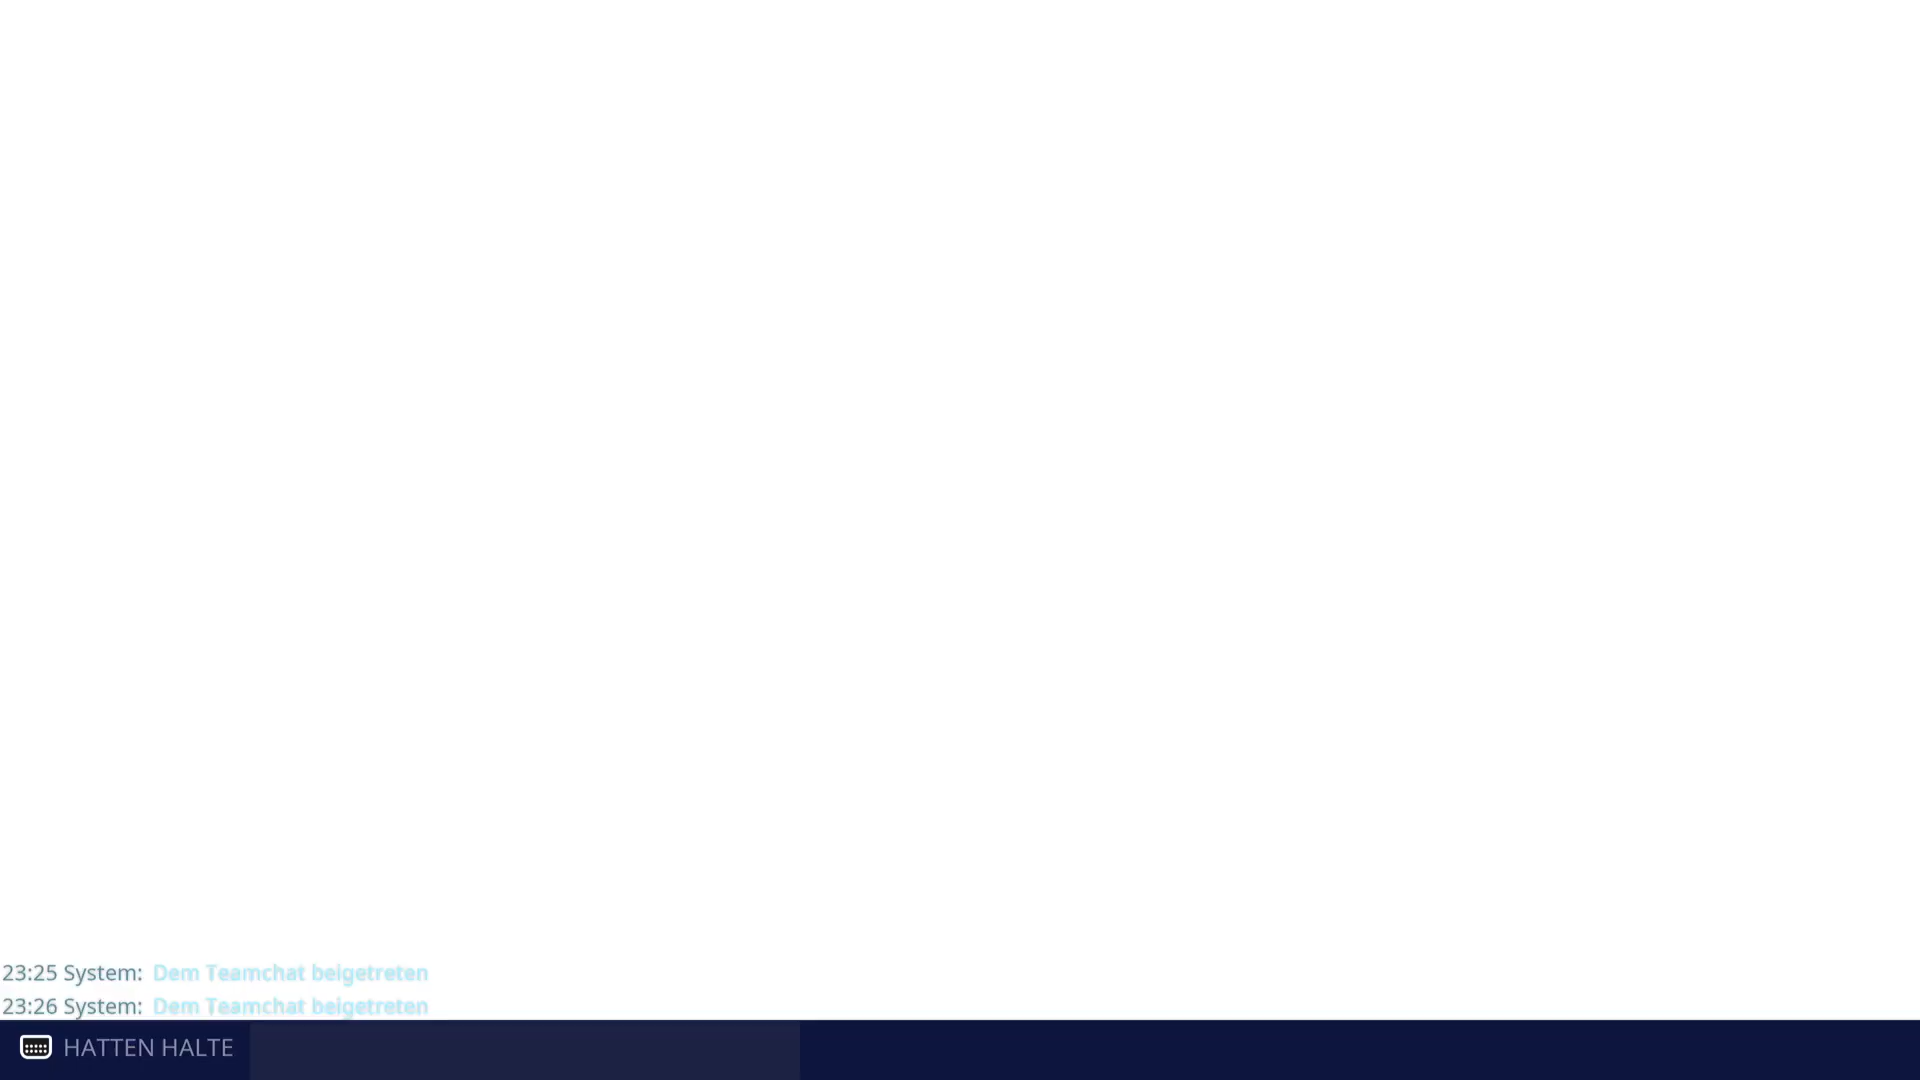 23:25 System: Dem Teamchat beigetreten
23:26 System: Dem Teamchat beigetreten
HATTEN HALTE